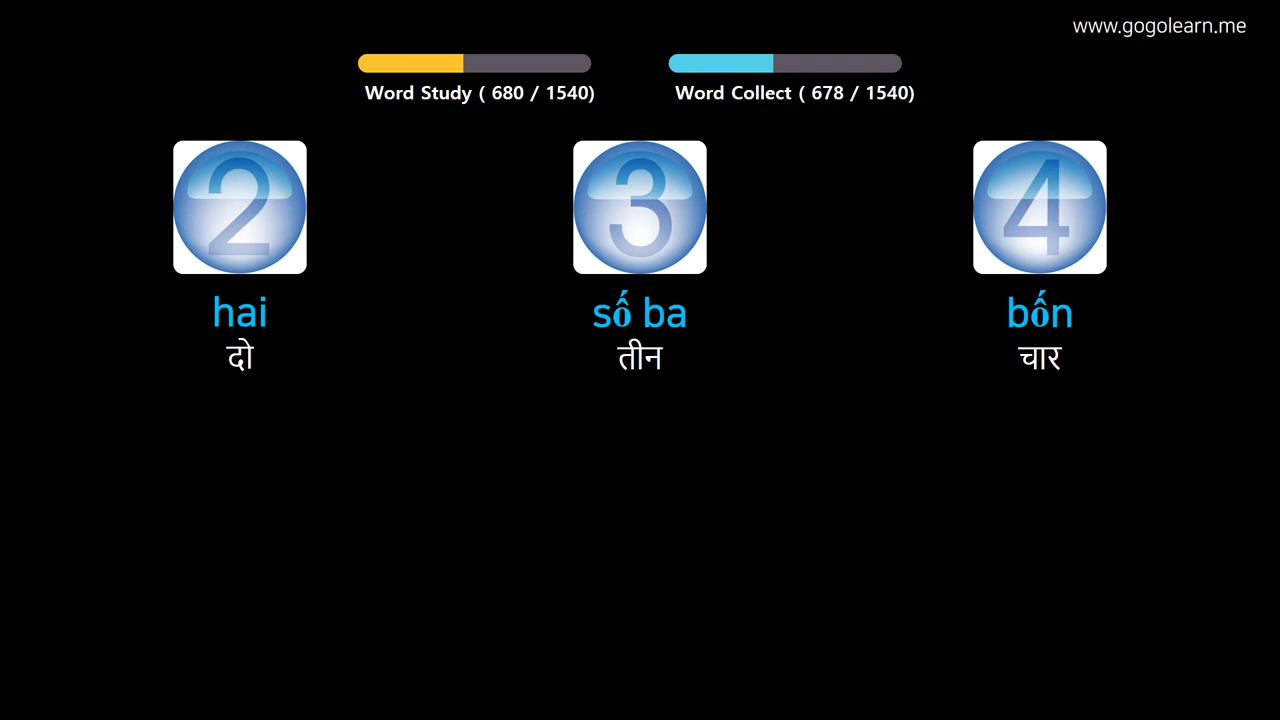 www.gogolearn.me
Word Study ( 680 / 1540)
Word Collect ( 678 / 1540)
2
3
4
hai
số ba
bốn
दो
तीन
चार